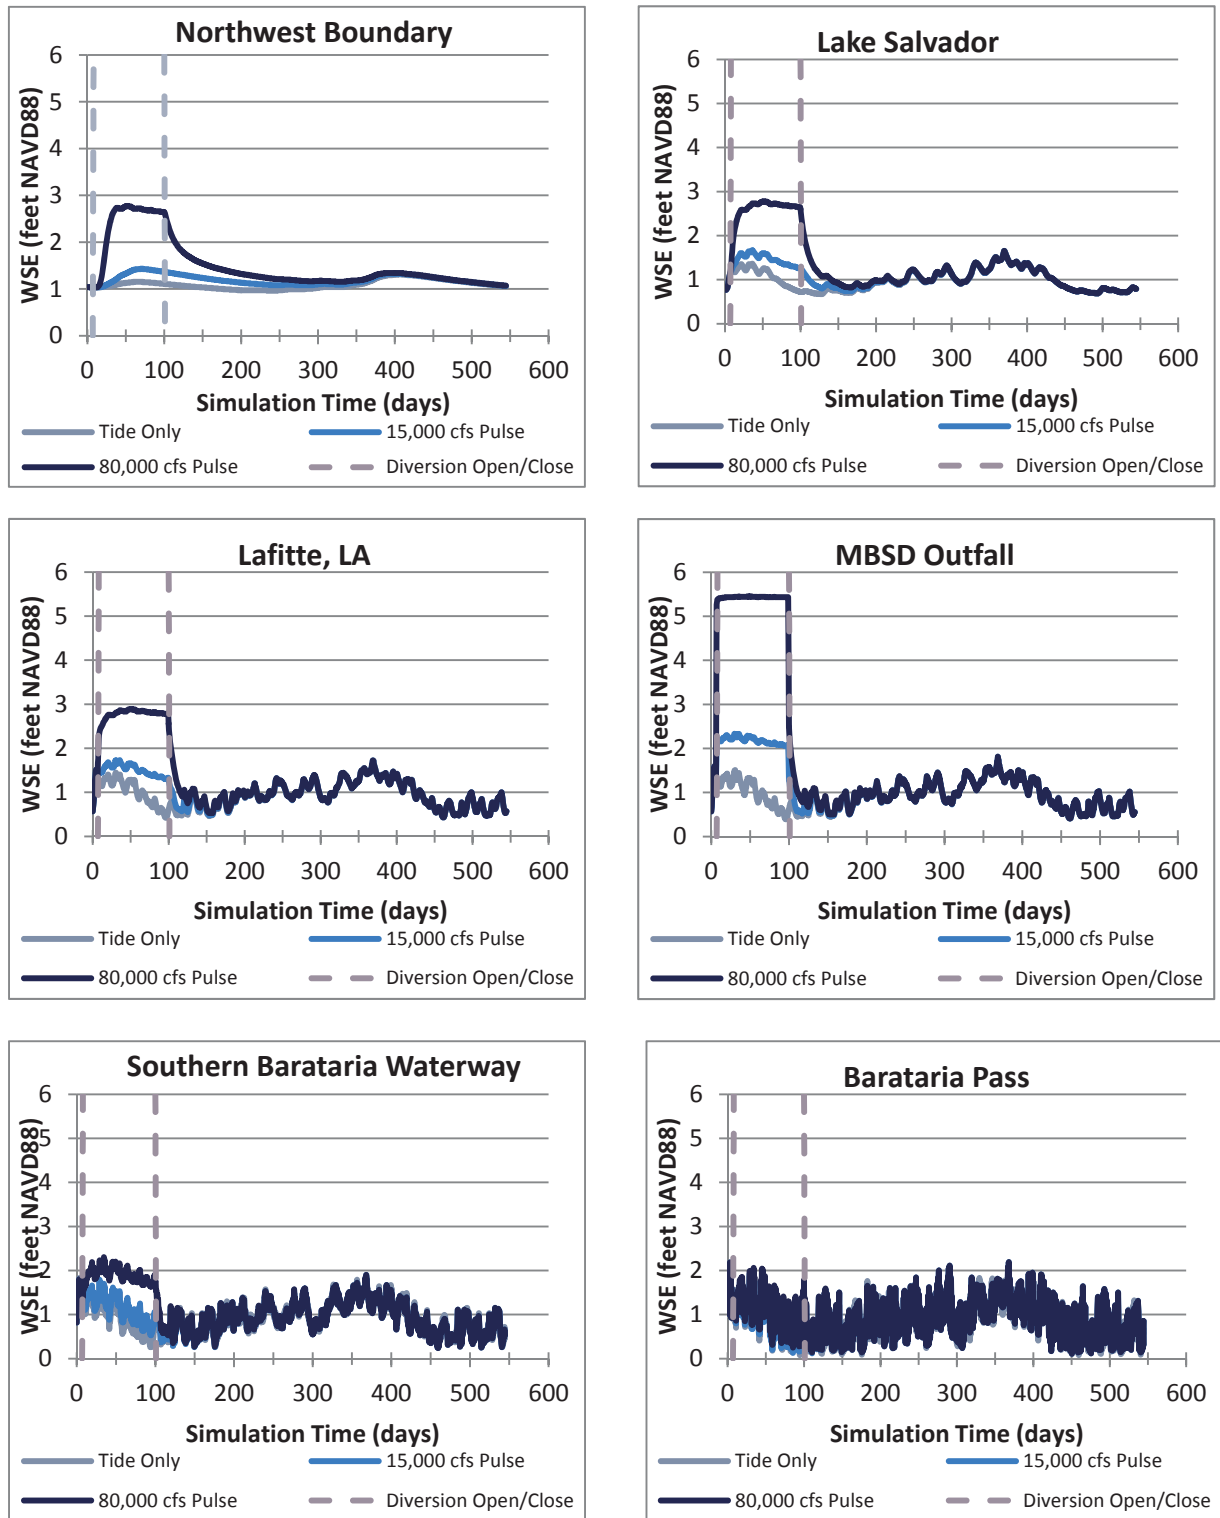 Northwest Boundary
WSE (feet NAVD88)
6
5
4
3
2
1
0
0 100 200 300 400 500 600
Simulation Time (days)
Tide Only 15,000 cfs Pulse
80,000 cfs Pulse Diversion Open/Close
Lake Salvador
WSE (feet NAVD88)
6
5
4
3
2
1
0
0 100 200 300 400 500 600
Simulation Time (days)
Tide Only 15,000 cfs Pulse
80,000 cfs Pulse Diversion Open/Close
Lafitte, LA
WSE (feet NAVD88)
6
5
4
3
2
1
0
0 100 200 300 400 500 600
Simulation Time (days)
Tide Only 15,000 cfs Pulse
80,000 cfs Pulse Diversion Open/Close
MBSD Outfall
WSE (feet NAVD88)
6
5
4
3
2
1
0
0 100 200 300 400 500 600
Simulation Time (days)
Tide Only 15,000 cfs Pulse
80,000 cfs Pulse Diversion Open/Close
Southern Barataria Waterway
WSE (feet NAVD88)
6
5
4
3
2
1
0
0 100 200 300 400 500 600
Simulation Time (days)
Tide Only 15,000 cfs Pulse
80,000 cfs Pulse Diversion Open/Close
Barataria Pass
WSE (feet NAVD88)
6
5
4
3
2
1
0
0 100 200 300 400 500 600
Simulation Time (days)
Tide Only 15,000 cfs Pulse
80,000 cfs Pulse Diversion Open/Close